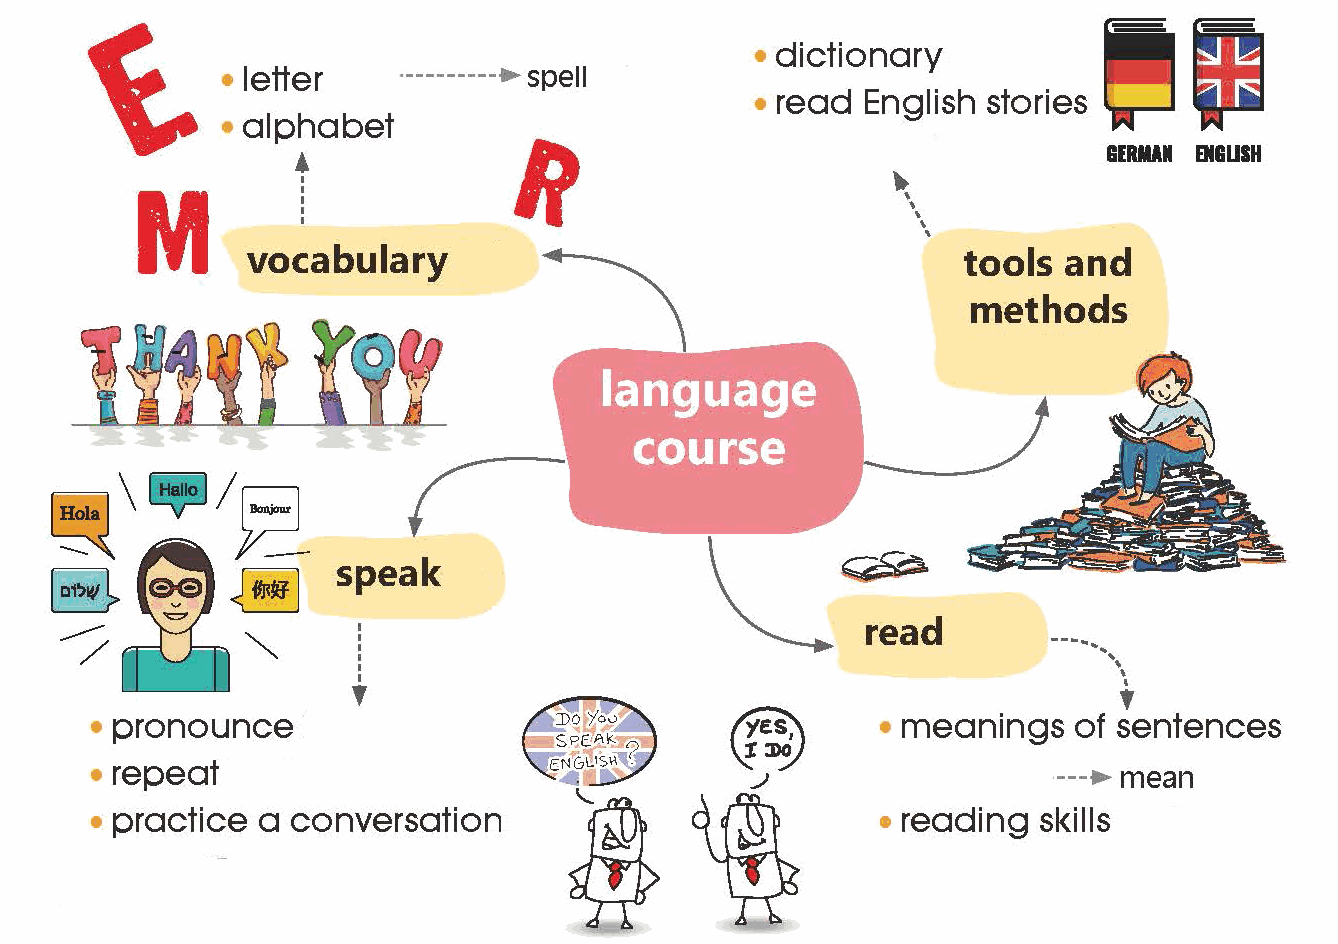 E
letter
spell
alphabet
M
R
vocabulary
dictionary
read English stories
GERMAN
ENGLISH
tools and
methods
THANK YOU
language
course
Hola
Hallo
Bonjour
שלום
你好
speak
pronounce
repeat
practice a conversation
read
meanings of sentences
mean
reading skills
DO YOU
SPEAK
ENGLISH?
YES,
I DO